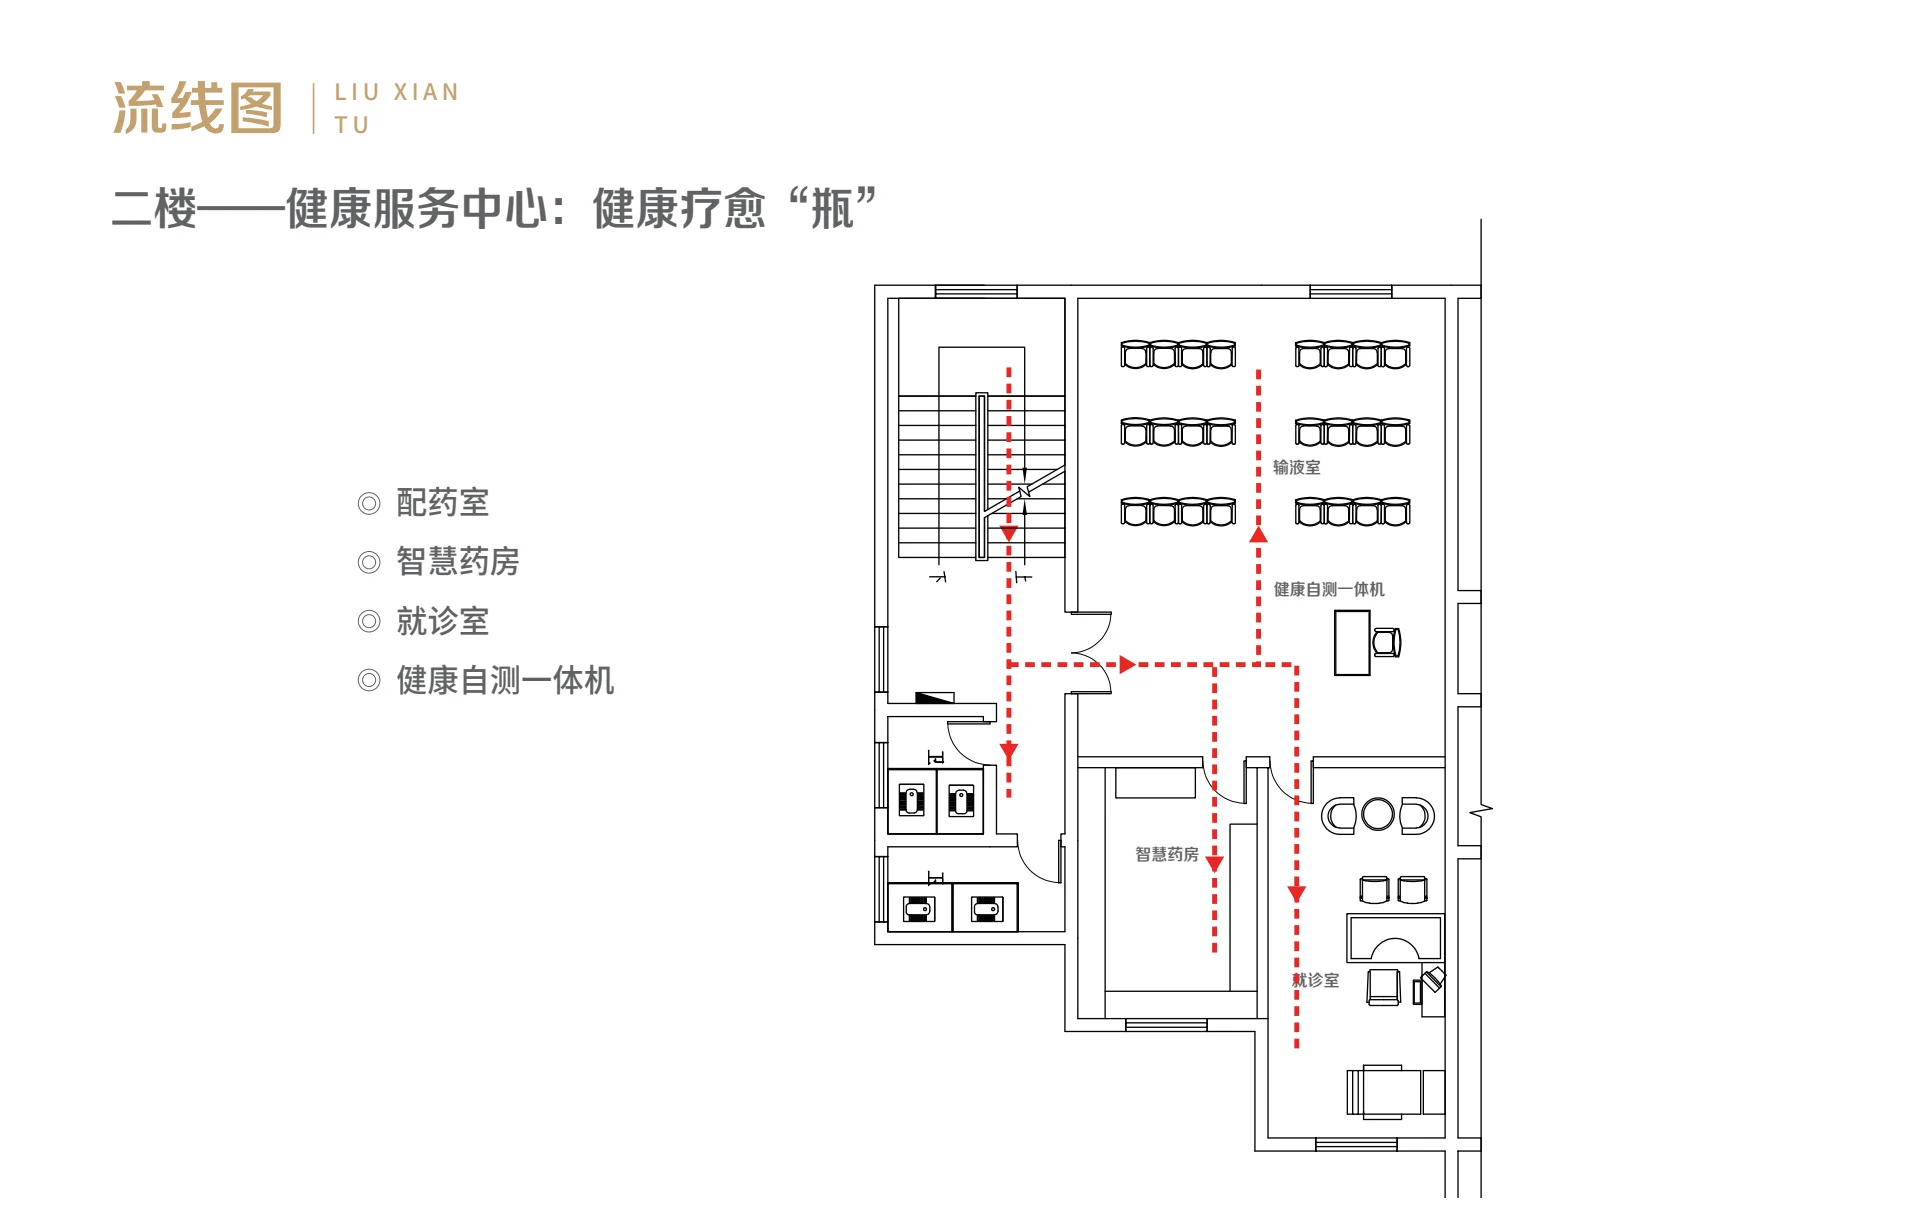 流线图
LIU XIAN
TU
二楼——健康服务中心：健康疗愈“瓶”
◎ 配药室
◎ 智慧药房
◎ 就诊室
◎ 健康自测一体机
输液室
健康自测一体机
上
下
智慧药房
就诊室